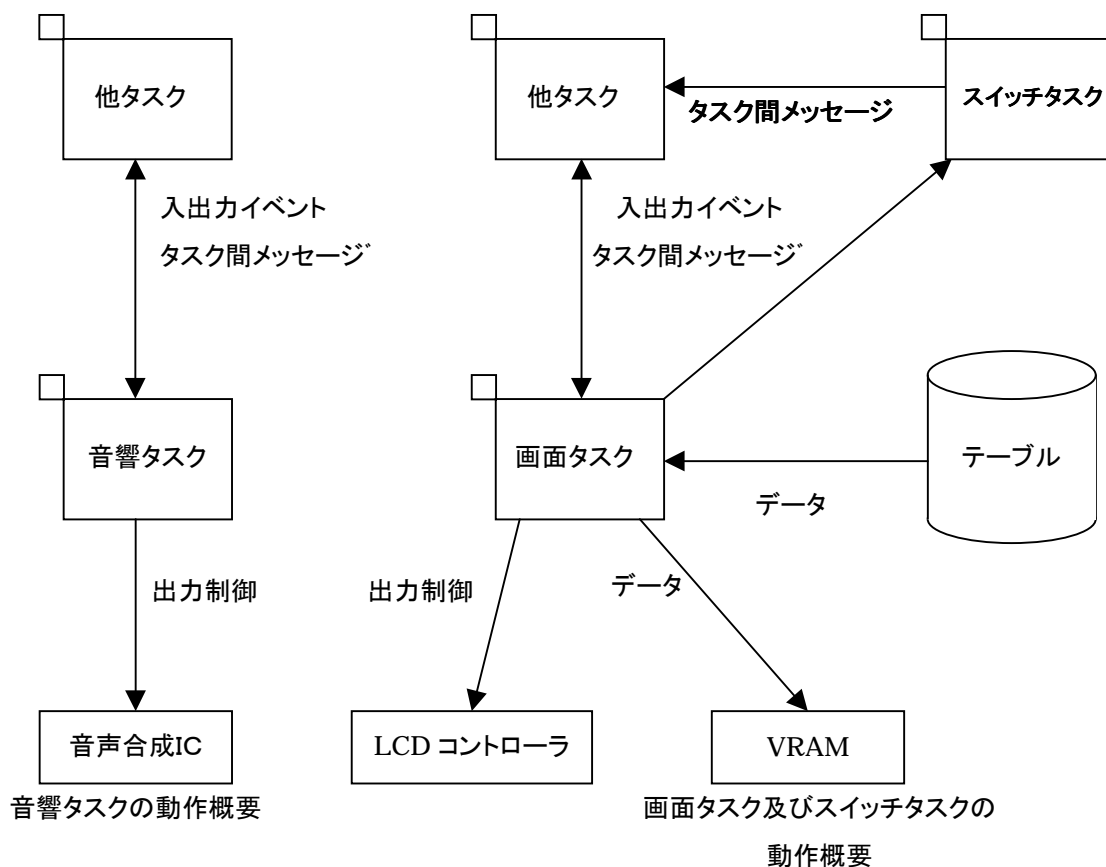 他タスク
他タスク
スイッチタスク
タスク間メッセージ
入出力イベント
タスク間メッセージ
入出力イベント
タスク間メッセージ
音響タスク
画面タスク
テーブル
データ
出力制御
出力制御
データ
音声合成IC
LCD コントローラ
VRAM
音響タスクの動作概要
画面タスク及びスイッチタスクの
動作概要